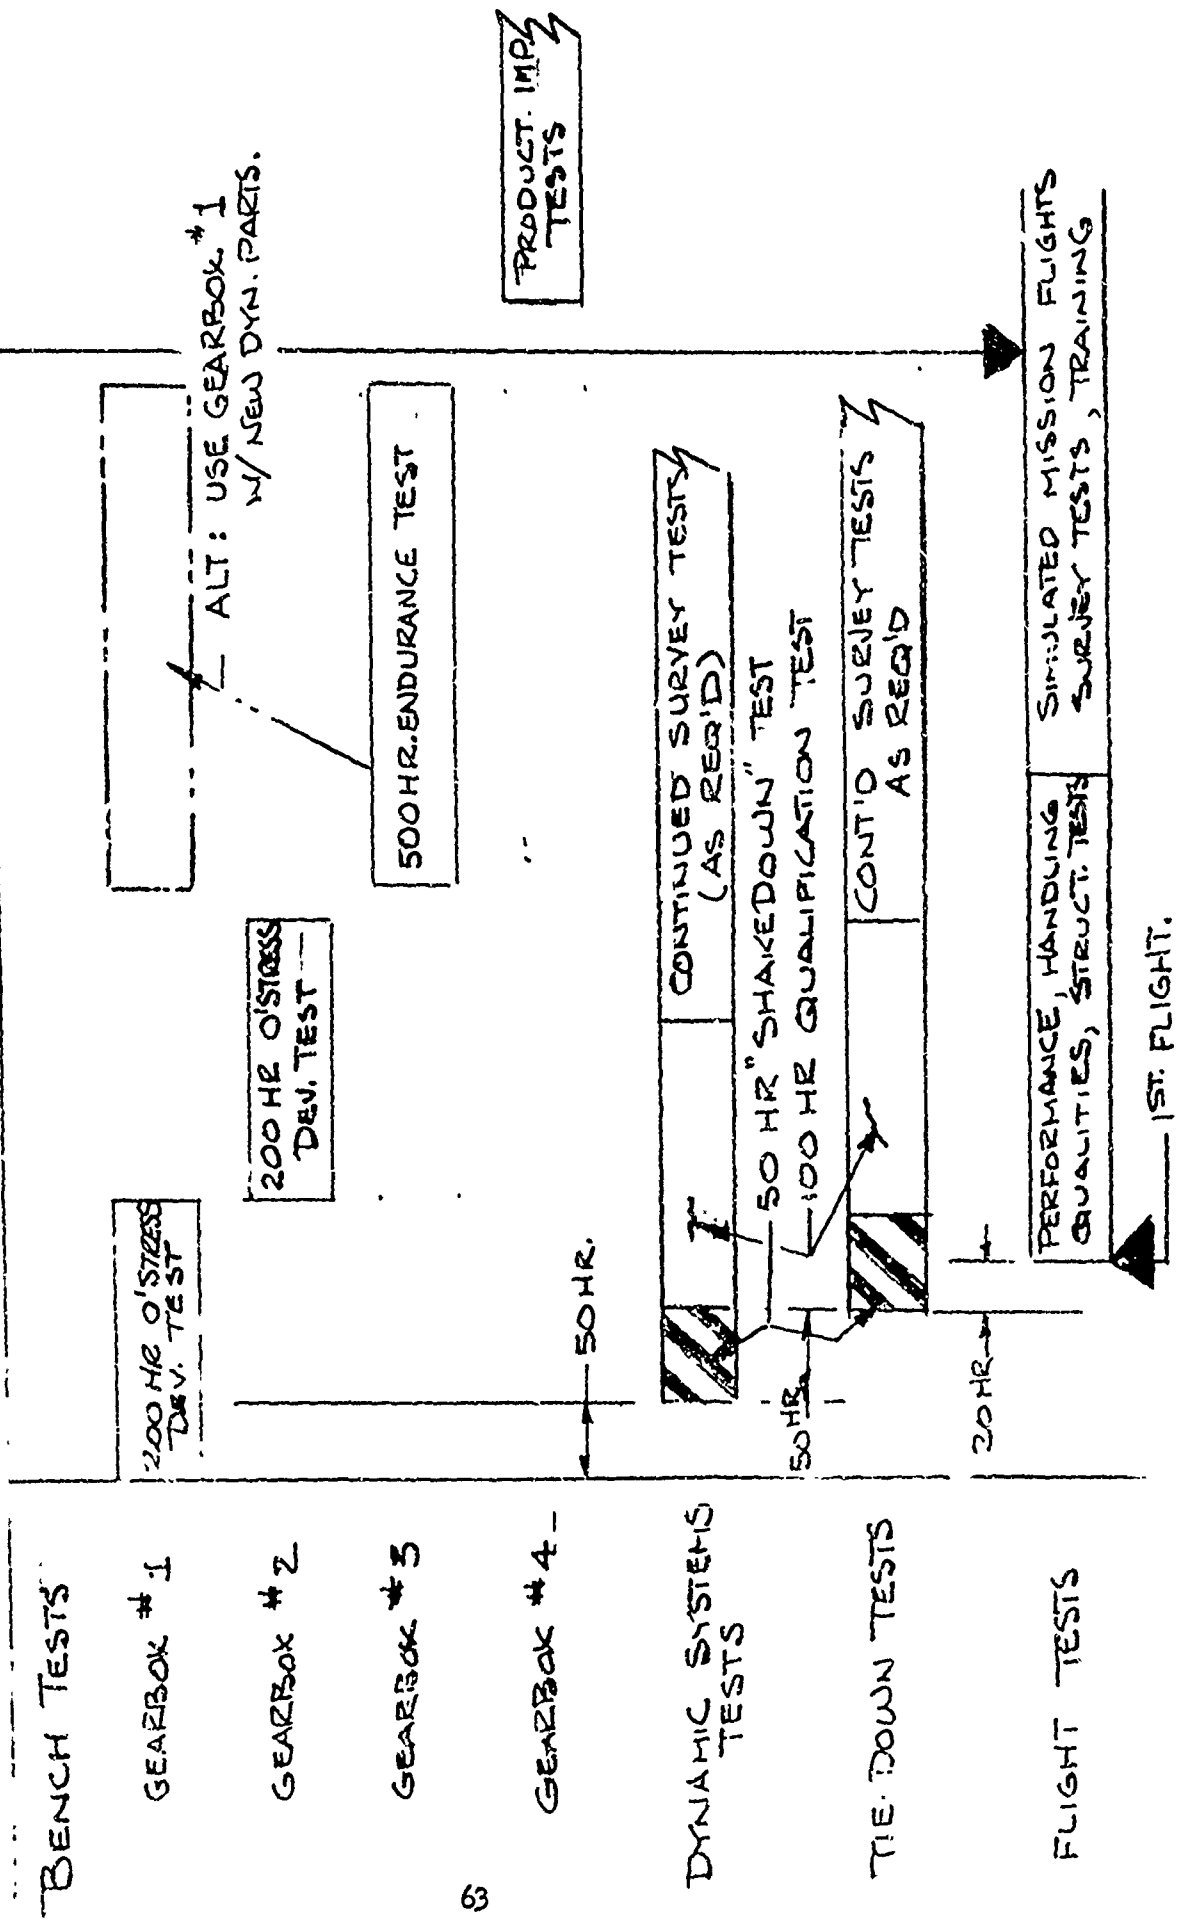 BENCH TESTS
GEARBOX #1
200 HR O'STRESS
DEV. TEST
ALT: USE GEARBOX #1
W/ NEW DYN. PARTS.
GEARBOX #2
200 HR O'STRESS
DEV. TEST
GEARBOX #3
500 HR. ENDURANCE TEST
GEARBOX #4
50 HR.
PRODUCT. IMP.
TESTS
DYNAMIC SYSTEMS
TESTS
CONTINUED SURVEY TESTS
(AS REQ'D)
50 HR "SHAKEDOWN" TEST
100 HR QUALIFICATION TEST
50 HR.
TIE DOWN TESTS
CONT'D SURVEY TESTS
AS REQ'D
20 HR
FLIGHT TESTS
PERFORMANCE, HANDLING
QUALITIES, STRUCT. TESTS
SIMULATED MISSION FLIGHTS
SURVEY TESTS, TRAINING
1ST. FLIGHT.
63